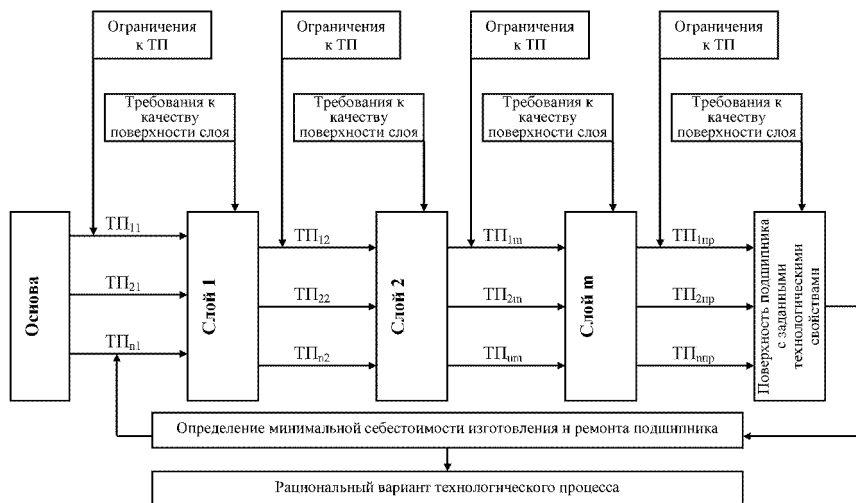 Ограничения
к ТП
Ограничения
к ТП
Ограничения
к ТП
Ограничения
к ТП
Требования к
качеству
поверхности слоя
Требования к
качеству
поверхности слоя
Требования к
качеству
поверхности слоя
Требования к
качеству
поверхности слоя
Основа
ТП11
ТП21
ТПn1
Слой 1
ТП12
ТП22
ТПn2
Слой 2
ТП1m
ТП2m
ТПnm
Слой m
ТП1пр
ТП2пр
ТПnпр
Поверхность подшипника
с заданными
технологическими
свойствами
Определение минимальной себестоимости изготовления и ремонта подшипника
Рациональный вариант технологического процесса